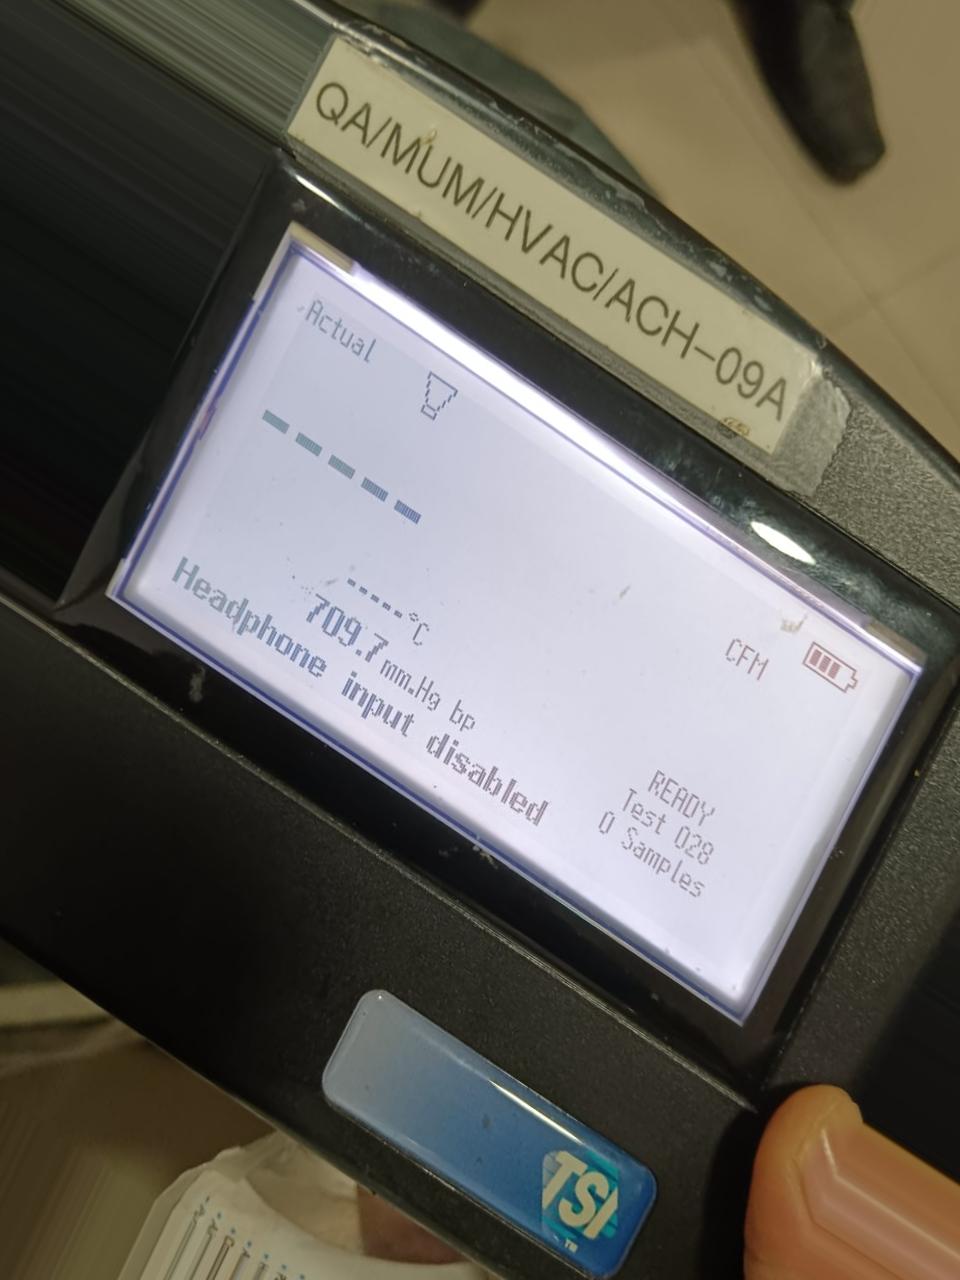 QA/MUM/HVAC/ACH-09A
Actual
-----
CFM
-----°C
709.7 mm.Hg bp
Headphone input disabled
READY
Test 028
0 Samples
TSI
TM